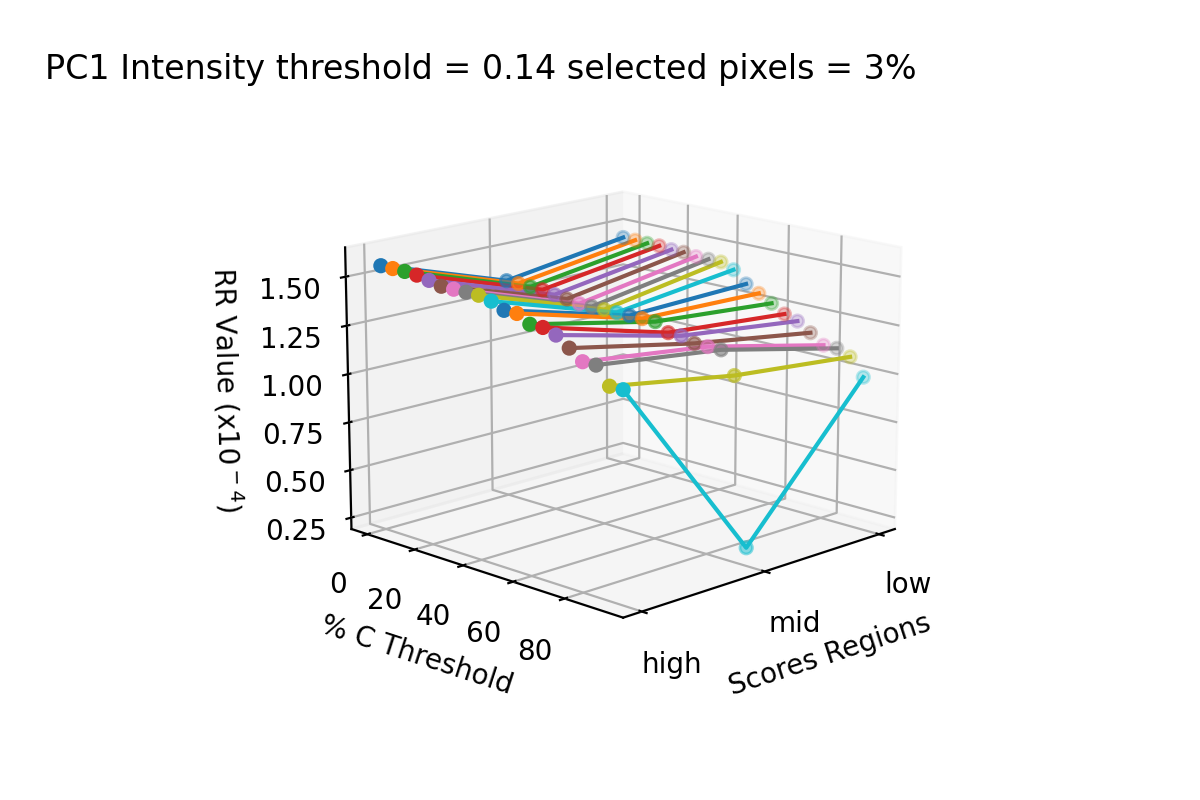 PC1 Intensity threshold = 0.14 selected pixels = 3%
RR Value (x10⁻⁴)
1.50
1.25
1.00
0.75
0.50
0.25
0
20
40
60
80
% C Threshold
high
mid
low
Scores Regions